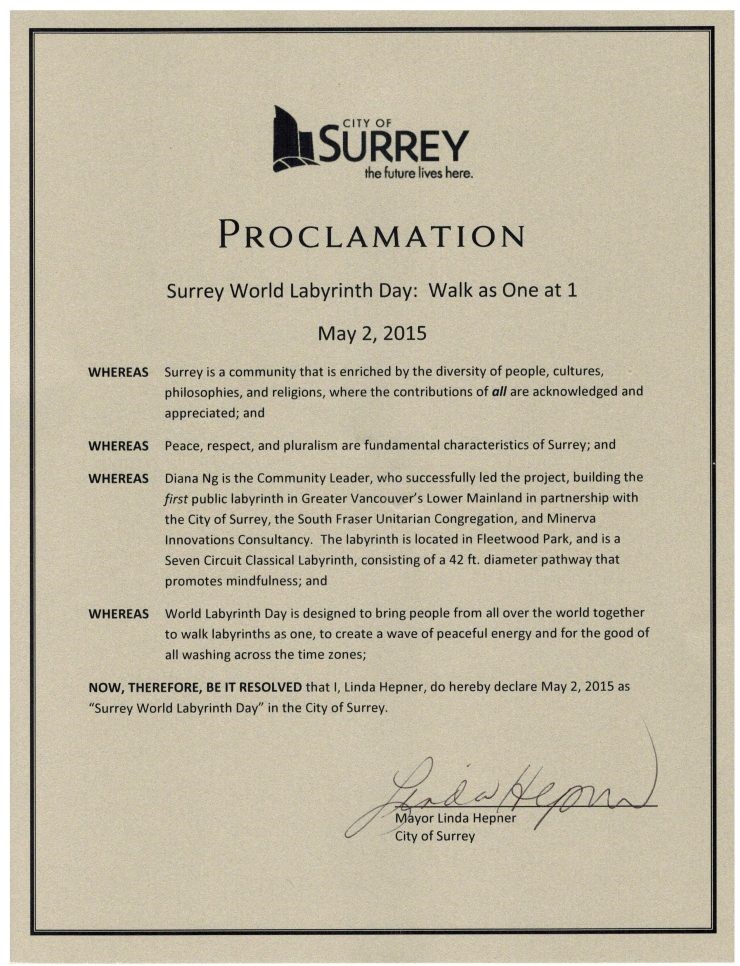 CITY OF
SURREY
the future lives here.
PROCLAMATION
Surrey World Labyrinth Day: Walk as One at 1
May 2, 2015
WHEREAS Surrey is a community that is enriched by the diversity of people, cultures,
philosophies, and religions, where the contributions of all are acknowledged and
appreciated; and
WHEREAS Peace, respect, and pluralism are fundamental characteristics of Surrey; and
WHEREAS Diana Ng is the Community Leader, who successfully led the project, building the
first public labyrinth in Greater Vancouver's Lower Mainland in partnership with
the City of Surrey, the South Fraser Unitarian Congregation, and Minerva
Innovations Consultancy. The labyrinth is located in Fleetwood Park, and is a
Seven Circuit Classical Labyrinth, consisting of a 42 ft. diameter pathway that
promotes mindfulness; and
WHEREAS World Labyrinth Day is designed to bring people from all over the world together
to walk labyrinths as one, to create a wave of peaceful energy and for the good of
all washing across the time zones;
NOW, THEREFORE, BE IT RESOLVED that I, Linda Hepner, do hereby declare May 2, 2015 as
"Surrey World Labyrinth Day" in the City of Surrey.
Linda Hepner
Mayor Linda Hepner
City of Surrey